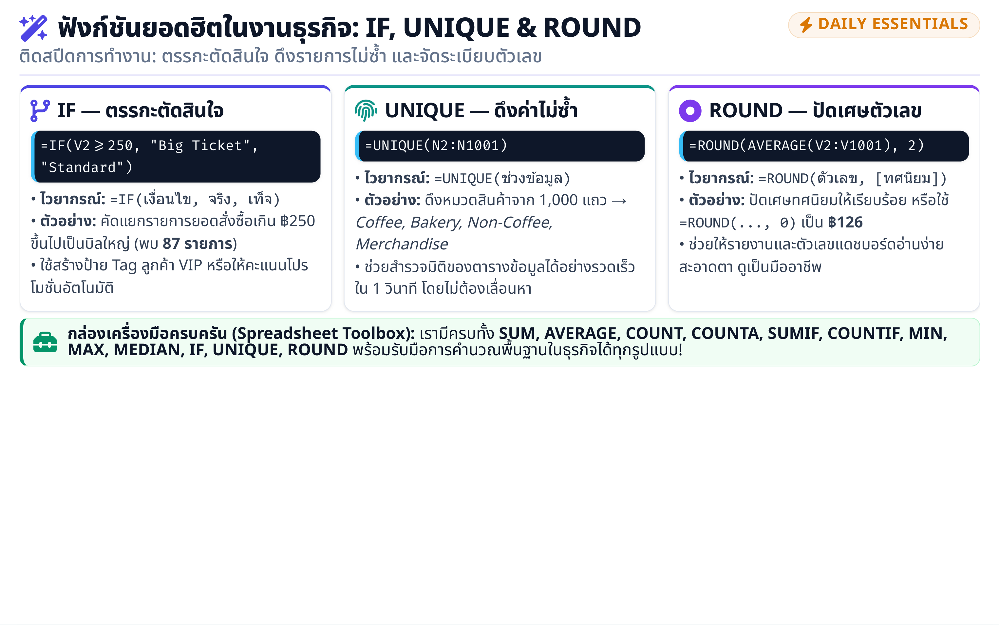 ฟังก์ชันยอดฮิตในงานธุรกิจ: IF, UNIQUE & ROUND
DAILY ESSENTIALS
ติดสปีดการทำงาน: ตรรกะตัดสินใจ ดึงรายการไม่ซ้ำ และจัดระเบียบตัวเลข
IF — ตรรกะตัดสินใจ
=IF(V2>=250, "Big Ticket",
"Standard")
• ไวยากรณ์: =IF(เงื่อนไข, จริง, เท็จ)
• ตัวอย่าง: คัดแยกรายการยอดสั่งซื้อเกิน ฿250
ขึ้นไปเป็นบิลใหญ่ (พบ 87 รายการ)
• ใช้สร้างป้าย Tag ลูกค้า VIP หรือให้คะแนนโปร
โมชั่นอัตโนมัติ
UNIQUE — ดึงค่าไม่ซ้ำ
=UNIQUE(N2:N1001)
• ไวยากรณ์: =UNIQUE(ช่วงข้อมูล)
• ตัวอย่าง: ดึงหมวดสินค้าจาก 1,000 แถว →
Coffee, Bakery, Non-Coffee,
Merchandise
• ช่วยสำรวจมิติของตารางข้อมูลได้อย่างรวดเร็ว
ใน 1 วินาที โดยไม่ต้องเลื่อนหา
ROUND — ปัดเศษตัวเลข
=ROUND(AVERAGE(V2:V1001), 2)
• ไวยากรณ์: =ROUND(ตัวเลข, [ทศนิยม])
• ตัวอย่าง: ปัดเศษทศนิยมให้เรียบร้อย หรือใช้
=ROUND(..., 0) เป็น ฿126
• ช่วยให้รายงานและตัวเลขแดชบอร์ดอ่านง่าย
สะอาดตา ดูเป็นมืออาชีพ
กล่องเครื่องมือครบครัน (Spreadsheet Toolbox): เรามีครบทั้ง SUM, AVERAGE, COUNT, COUNTA, SUMIF, COUNTIF, MIN,
MAX, MEDIAN, IF, UNIQUE, ROUND พร้อมรับมือการคำนวณพื้นฐานในธุรกิจได้ทุกรูปแบบ!